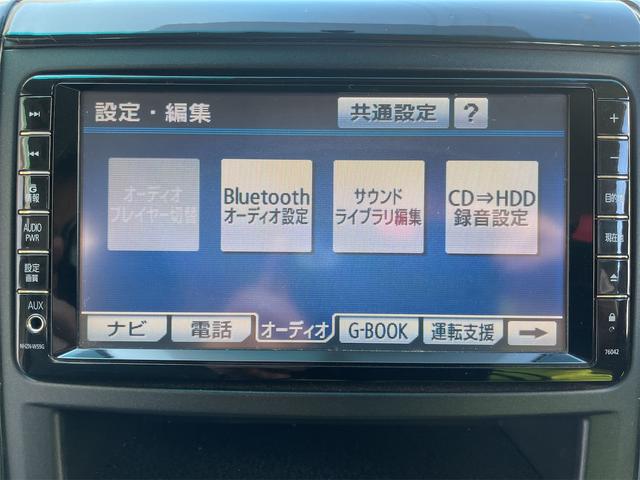 設定・編集
共通設定
?
オーディオ
プレイヤー切替
Bluetooth
オーディオ設定
サウンド
ライブラリ編集
CD⇒HDD
録音設定
ナビ
電話
オーディオ
G-BOOK
運転支援
G
情報
AUDIO
PWR
設定
画質
AUX
NHZN-W59G
+
−
目的地
現在地
76042